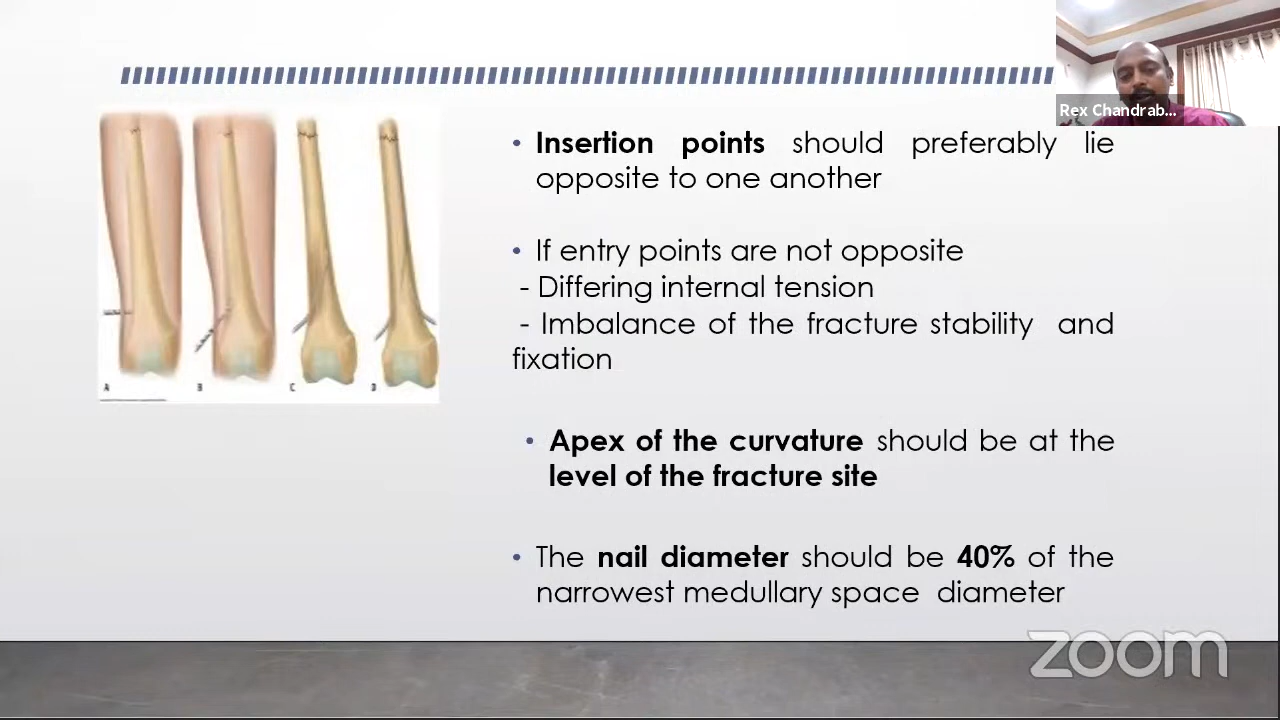 Rex Chandrab...
• Insertion points should preferably lie
opposite to one another
• If entry points are not opposite
- Differing internal tension
- Imbalance of the fracture stability and
fixation
• Apex of the curvature should be at the
level of the fracture site
• The nail diameter should be 40% of the
narrowest medullary space diameter
A B C D
zoom